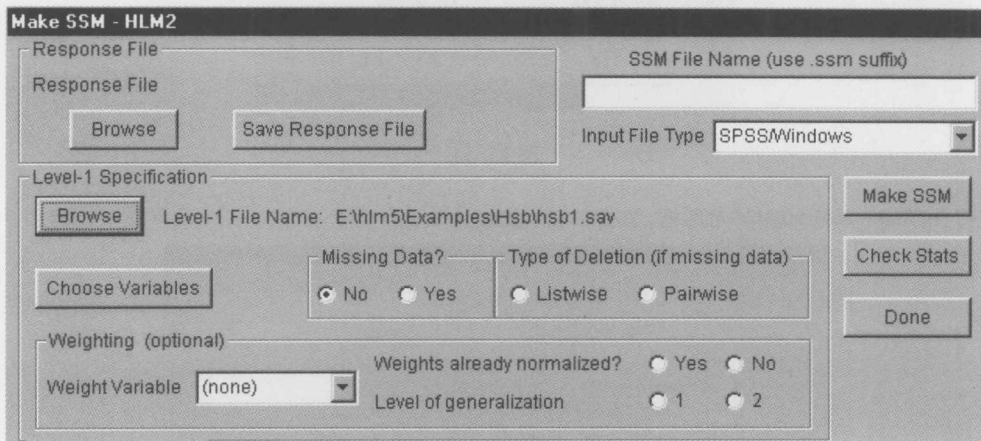 Make SSM - HLM2
Response File
Response File
Browse
Save Response File
SSM File Name (use .ssm suffix)
Input File Type
SPSS/Windows
Level-1 Specification
Browse
Level-1 File Name: E:\hlm5\Examples\Hsb\hsb1.sav
Make SSM
Check Stats
Done
Choose Variables
Missing Data?
No
Yes
Type of Deletion (if missing data)
Listwise
Pairwise
Weighting (optional)
Weight Variable
(none)
Weights already normalized?
Yes
No
Level of generalization
1
2